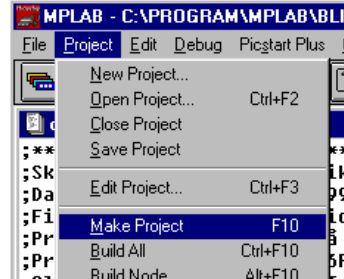 MPLAB - C:\PROGRAM\MPLAB\BLI
File Project Edit Debug Picstart Plus
New Project...
Open Project... Ctrl+F2
Close Project
Save Project
Edit Project... Ctrl+F3
Make Project F10
Build All Ctrl+F10
Build Node Alt+F10
;**
;Sk
;Da
;Fi
;Pr
;Pr